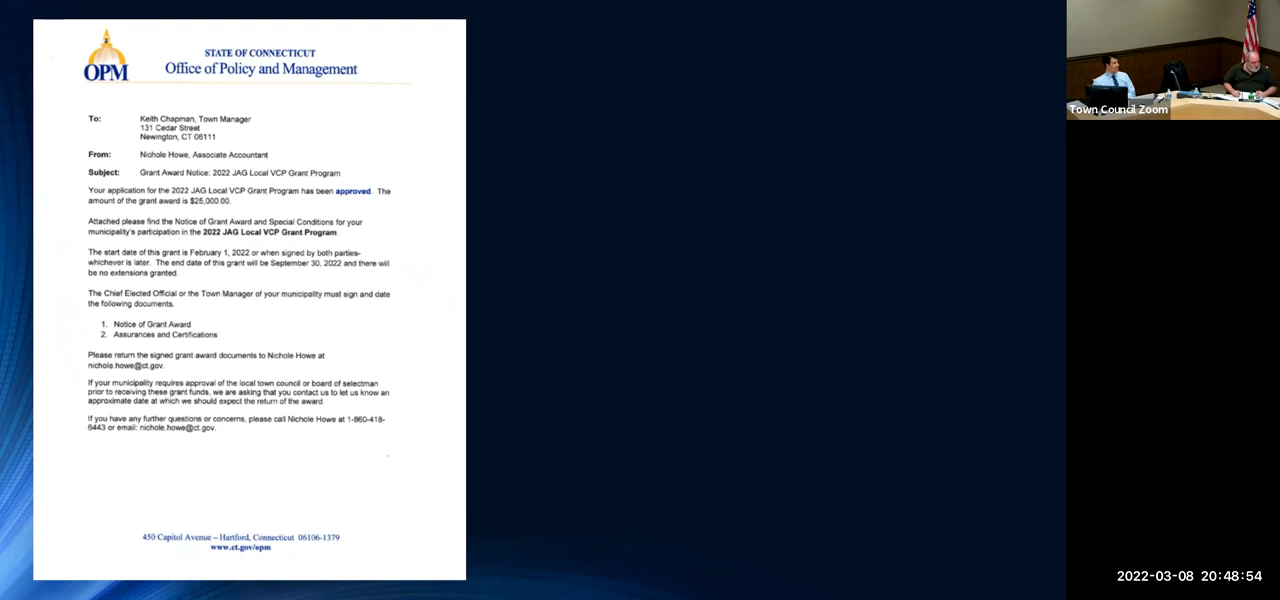 OPM
STATE OF CONNECTICUT
Office of Policy and Management
To: Keith Chapman, Town Manager
131 Cedar Street
Newington, CT 06111
From: Nichole Howe, Associate Accountant
Subject: Grant Award Notice: 2022 JAG Local VCP Grant Program
Your application for the 2022 JAG Local VCP Grant Program has been approved. The
amount of the grant award is $25,000.00.
Attached please find the Notice of Grant Award and Special Conditions for your
municipality's participation in the 2022 JAG Local VCP Grant Program
The start date of this grant is February 1, 2022 or when signed by both parties-
whichever is later. The end date of this grant will be September 30, 2022 and there will
be no extensions granted.
The Chief Elected Official or the Town Manager of your municipality must sign and date
the following documents.
1. Notice of Grant Award
2. Assurances and Certifications
Please return the signed grant award documents to Nichole Howe at
nichole.howe@ct.gov.
If your municipality requires approval of the local town council or board of selectman
prior to receiving these grant funds, we are asking that you contact us to let us know an
approximate date at which we should expect the return of the award.
If you have any further questions or concerns, please call Nichole Howe at 1-860-418-
6443 or email: nichole.howe@ct.gov.
450 Capitol Avenue – Hartford, Connecticut 06106-1379
www.ct.gov/opm
Town Council Zoom
2022-03-08 20:48:54